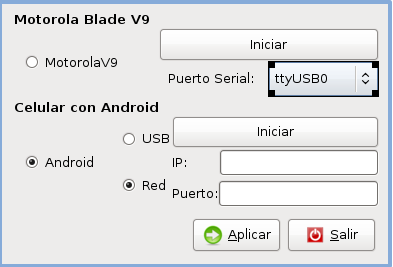 Motorola Blade V9
Iniciar
MotorolaV9
Puerto Serial: ttyUSB0
Celular con Android
USB Iniciar
Android IP:
Red Puerto:
Aplicar Salir